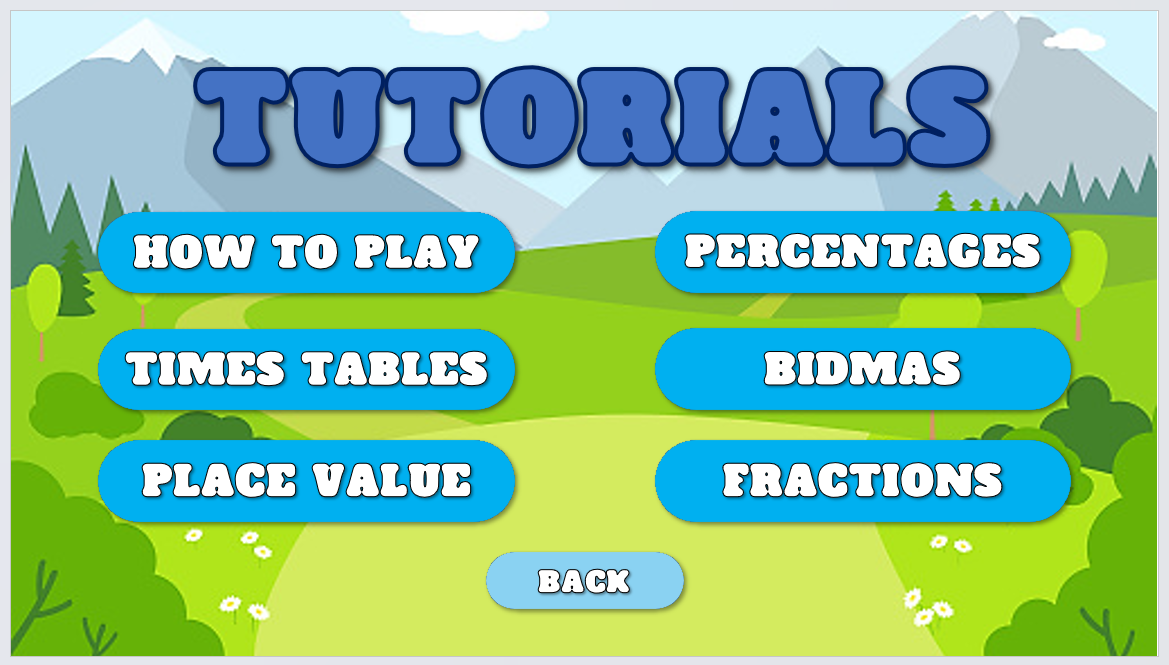 TUTORIALS
HOW TO PLAY
PERCENTAGES
TIMES TABLES
BIDMAS
PLACE VALUE
FRACTIONS
BACK